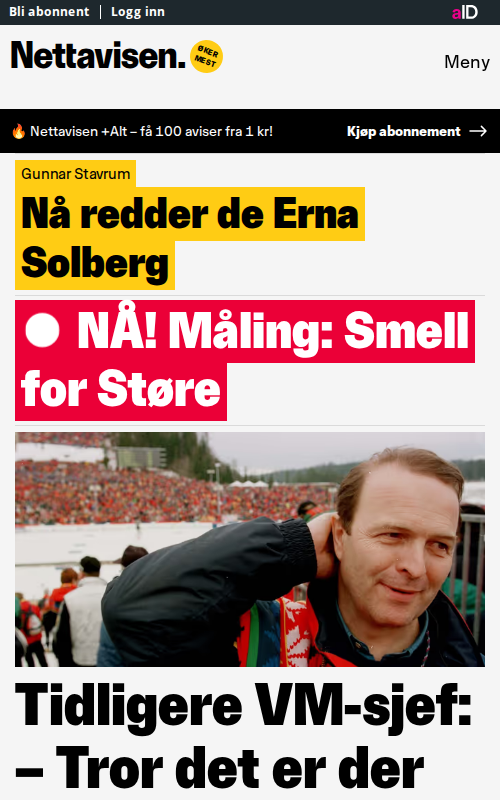 Bli abonnent | Logg inn
aID
Nettavisen.
ØKER
MEST
Meny
🔥 Nettavisen +Alt – få 100 aviser fra 1 kr!
Kjøp abonnement →
Gunnar Stavrum
Nå redder de Erna
Solberg
NÅ! Måling: Smell
for Støre
Tidligere VM-sjef:
– Tror det er der